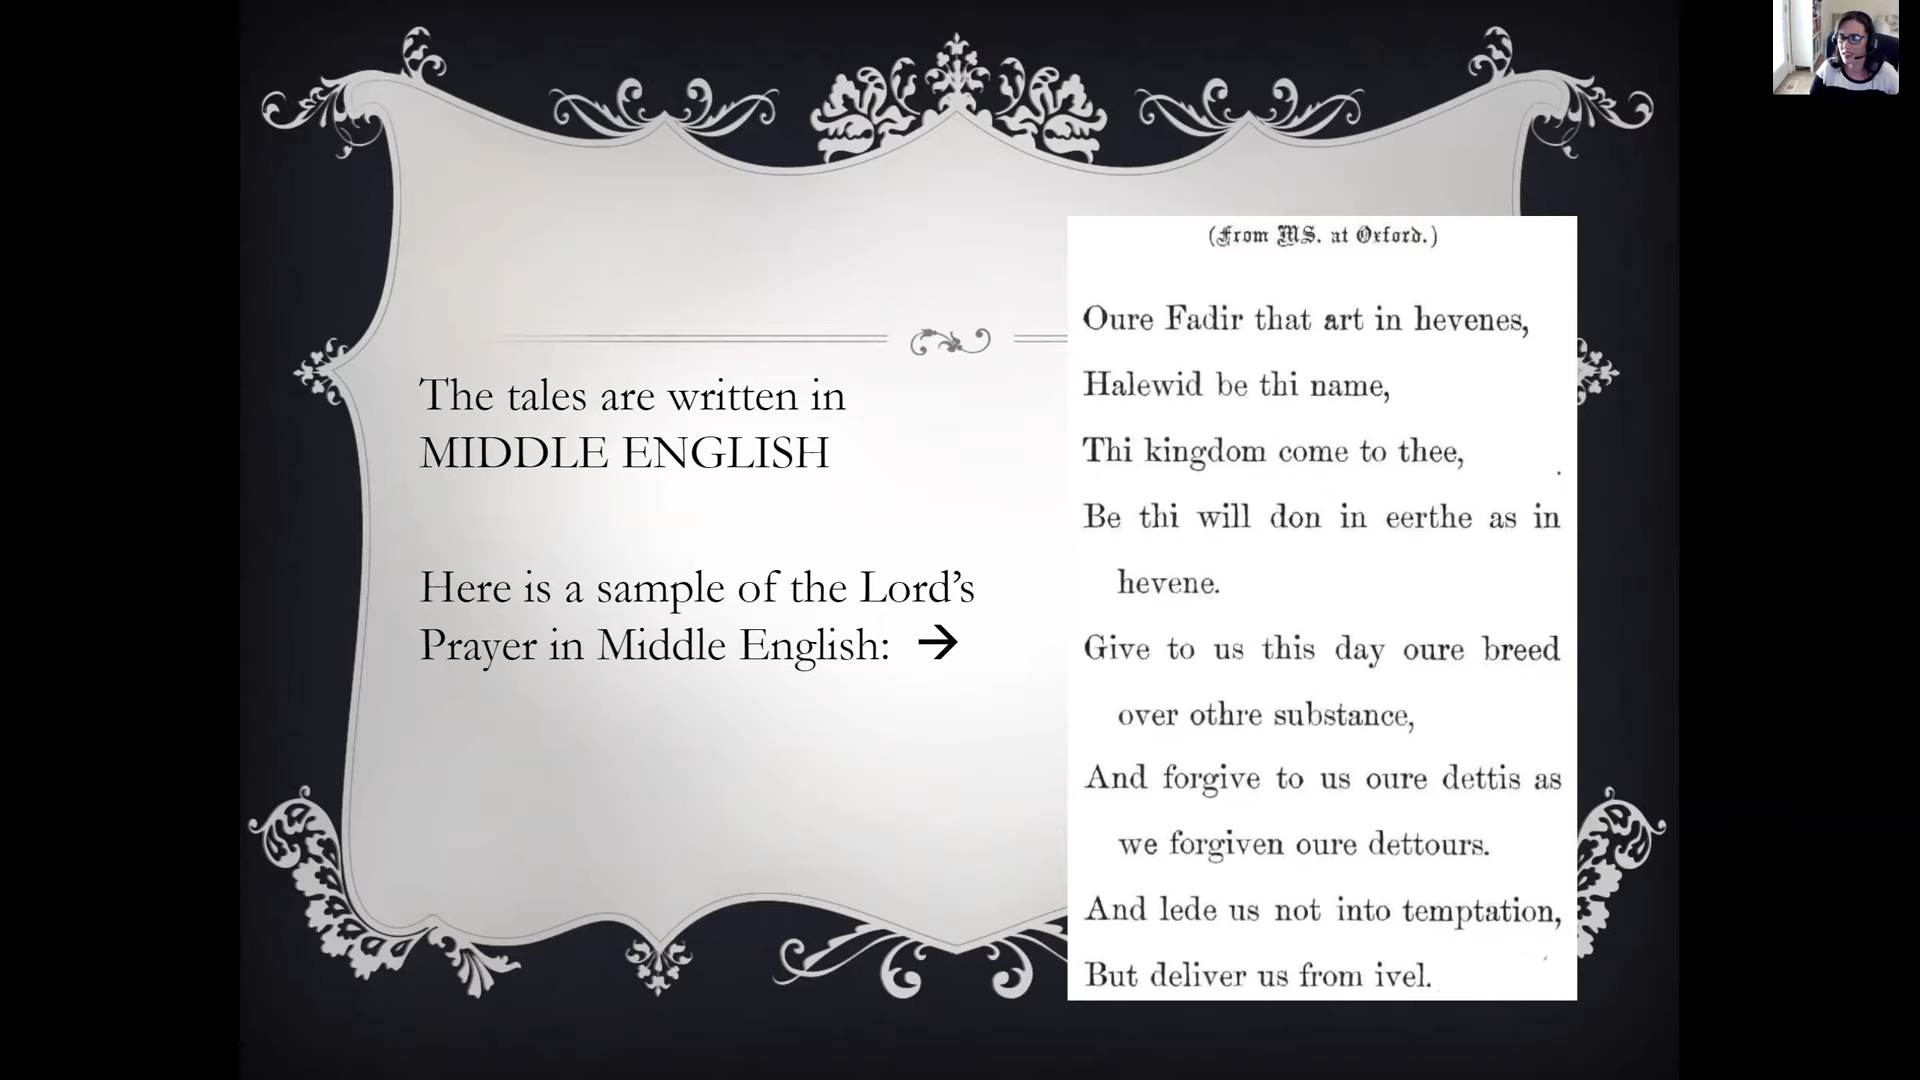 The tales are written in
MIDDLE ENGLISH
Here is a sample of the Lord’s
Prayer in Middle English: →
(From MS. at Oxford.)
Oure Fadir that art in hevenes,
Halewid be thi name,
Thi kingdom come to thee,
Be thi will don in eerthe as in
hevene.
Give to us this day oure breed
over othre substance,
And forgive to us oure dettis as
we forgiven oure dettours.
And lede us not into temptation,
But deliver us from ivel.